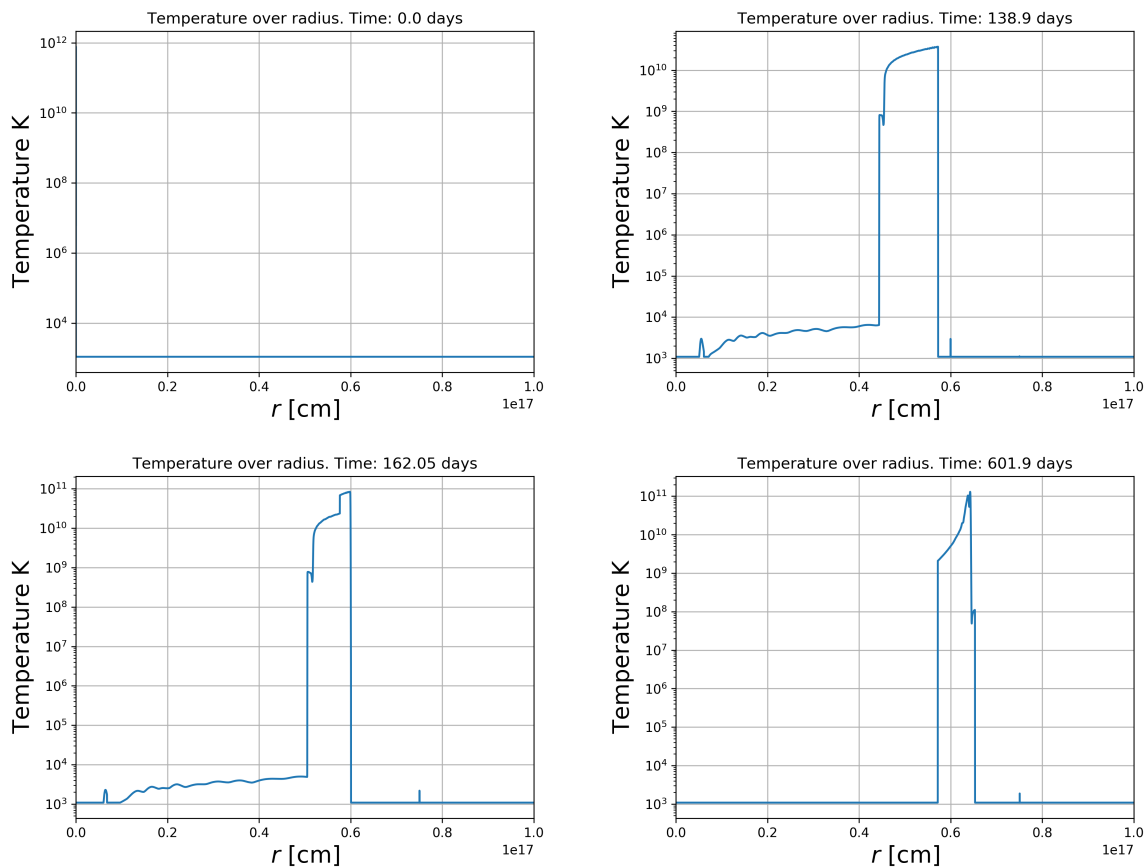 Temperature over radius. Time: 0.0 days
Temperature K
10^12
10^10
10^8
10^6
10^4
0.0 0.2 0.4 0.6 0.8 1.0
1e17
r [cm]
Temperature over radius. Time: 138.9 days
Temperature K
10^10
10^9
10^8
10^7
10^6
10^5
10^4
10^3
0.0 0.2 0.4 0.6 0.8 1.0
1e17
r [cm]
Temperature over radius. Time: 162.05 days
Temperature K
10^11
10^10
10^9
10^8
10^7
10^6
10^5
10^4
10^3
0.0 0.2 0.4 0.6 0.8 1.0
1e17
r [cm]
Temperature over radius. Time: 601.9 days
Temperature K
10^11
10^10
10^9
10^8
10^7
10^6
10^5
10^4
10^3
0.0 0.2 0.4 0.6 0.8 1.0
1e17
r [cm]